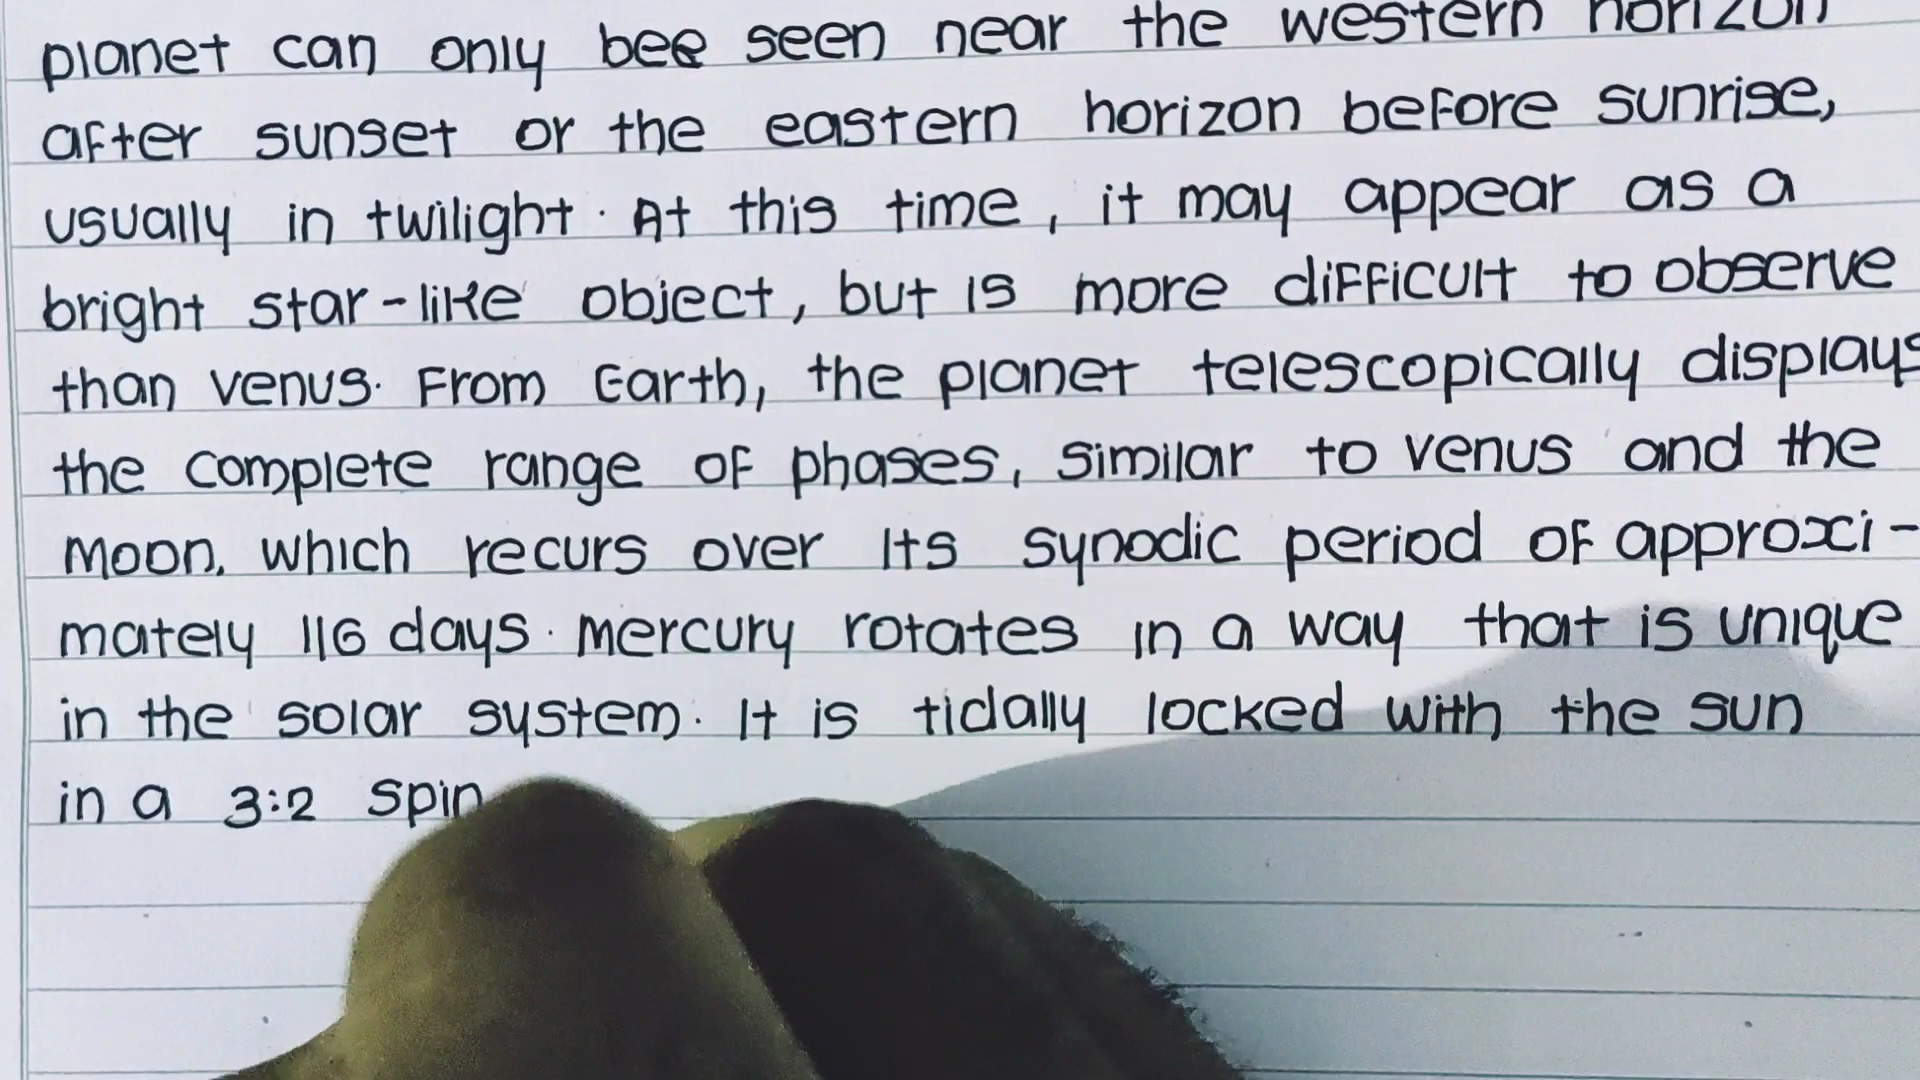 planet can only bee seen near the western horizon
after sunset or the eastern horizon before sunrise,
usually in twilight. At this time, it may appear as a
bright star-like object, but is more difficult to observe
than venus. From Earth, the planet telescopically displays
the complete range of phases, similar to venus and the
Moon, which recurs over its synodic period of approxi-
mately 116 days. mercury rotates in a way that is unique
in the solar system. It is tidally locked with the sun
in a 3:2 spin